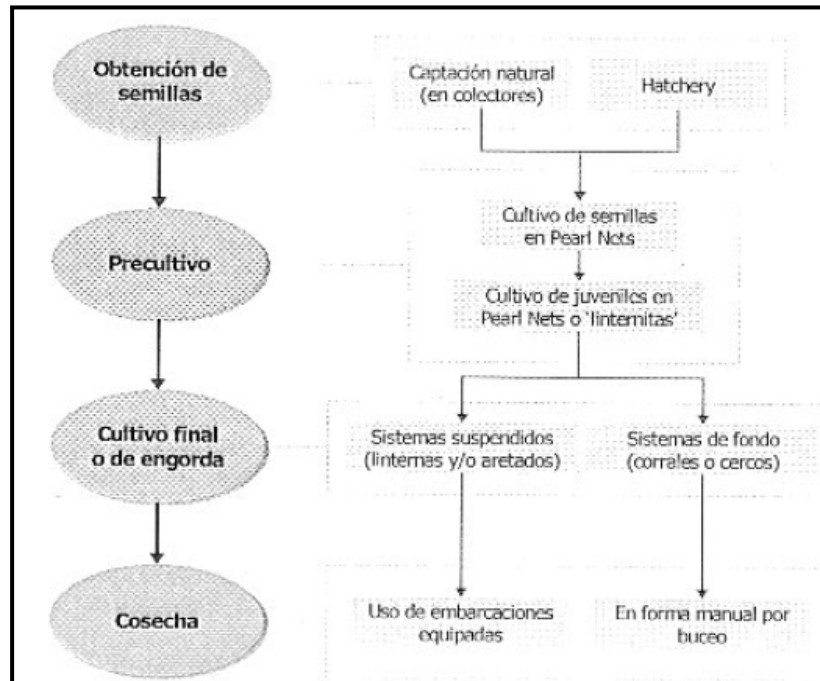 Obtención de
semillas
Captación natural
(en colectores)
Hatchery
Cultivo de semillas
en Pearl Nets
Precultivo
Cultivo de juveniles en
Pearl Nets o 'linternitas'
Cultivo final
o de engorda
Sistemas suspendidos
(linternas y/o aretados)
Sistemas de fondo
(corrales o cercos)
Cosecha
Uso de embarcaciones
equipadas
En forma manual por
buceo